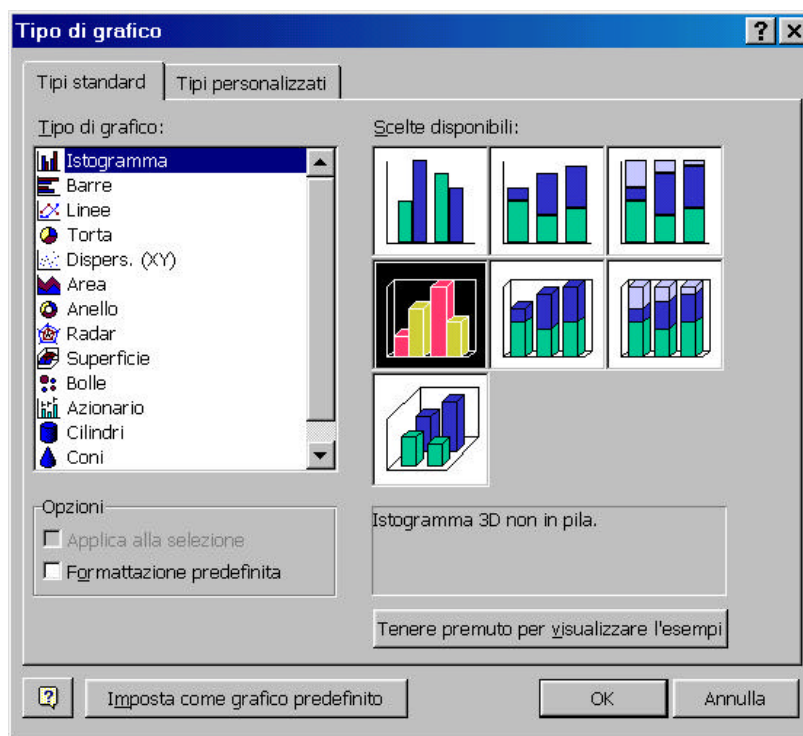 Tipo di grafico
Tipi standard
Tipi personalizzati
Tipo di grafico:
Istogramma
Barre
Linee
Torta
Dispers. (XY)
Area
Anello
Radar
Superficie
Bolle
Azionario
Cilindri
Coni
Scelte disponibili:
Opzioni
Applica alla selezione
Formattazione predefinita
Istogramma 3D non in pila.
Tenere premuto per visualizzare l'esempi
Imposta come grafico predefinito
OK
Annulla